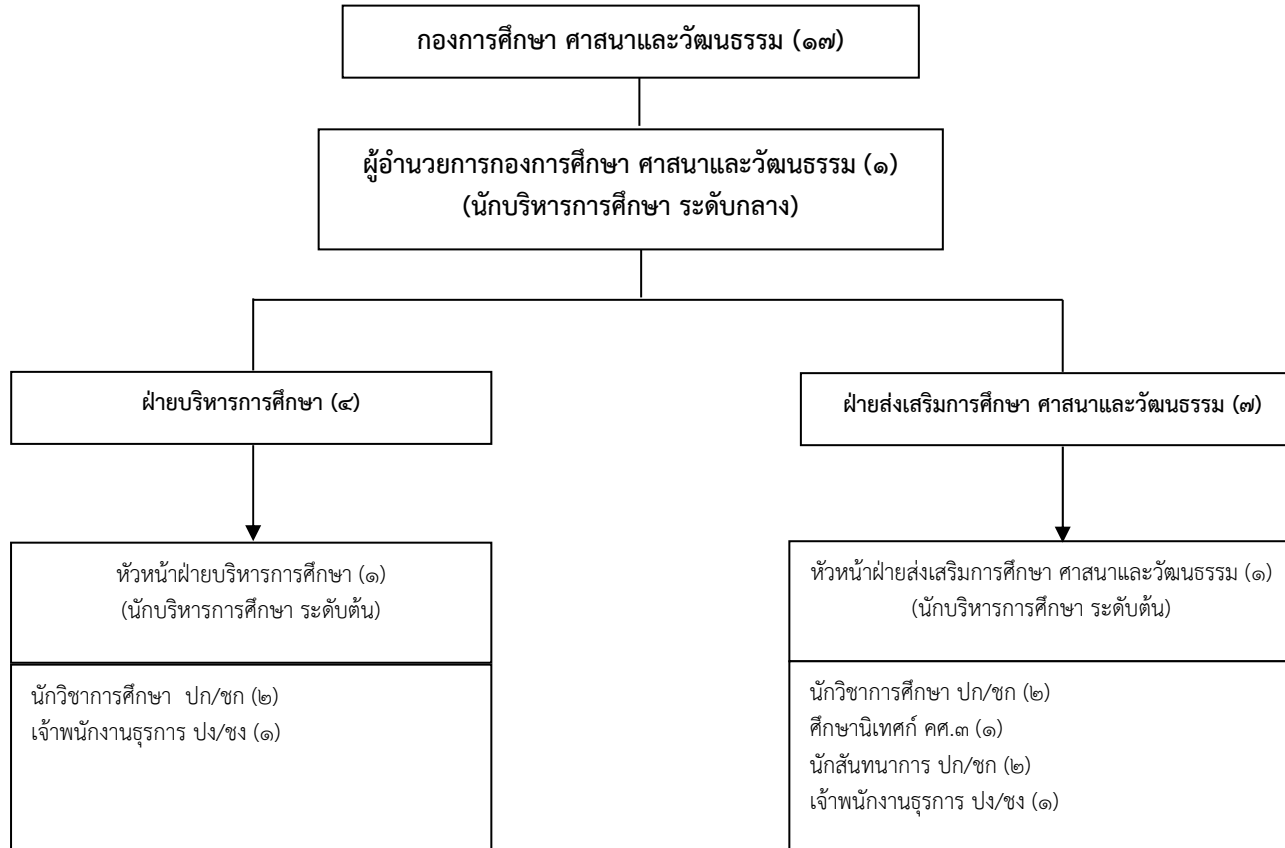 กองการศึกษา ศาสนาและวัฒนธรรม (๑๗)
ผู้อำนวยการกองการศึกษา ศาสนาและวัฒนธรรม (๑)
(นักบริหารการศึกษา ระดับกลาง)
ฝ่ายบริหารการศึกษา (๔)
หัวหน้าฝ่ายบริหารการศึกษา (๑)
(นักบริหารการศึกษา ระดับต้น)
นักวิชาการศึกษา ปก/ชก (๒)
เจ้าพนักงานธุรการ ปง/ชง (๑)
ฝ่ายส่งเสริมการศึกษา ศาสนาและวัฒนธรรม (๗)
หัวหน้าฝ่ายส่งเสริมการศึกษา ศาสนาและวัฒนธรรม (๑)
(นักบริหารการศึกษา ระดับต้น)
นักวิชาการศึกษา ปก/ชก (๒)
ศึกษานิเทศก์ คศ.๓ (๑)
นักสันทนาการ ปก/ชก (๒)
เจ้าพนักงานธุรการ ปง/ชง (๑)